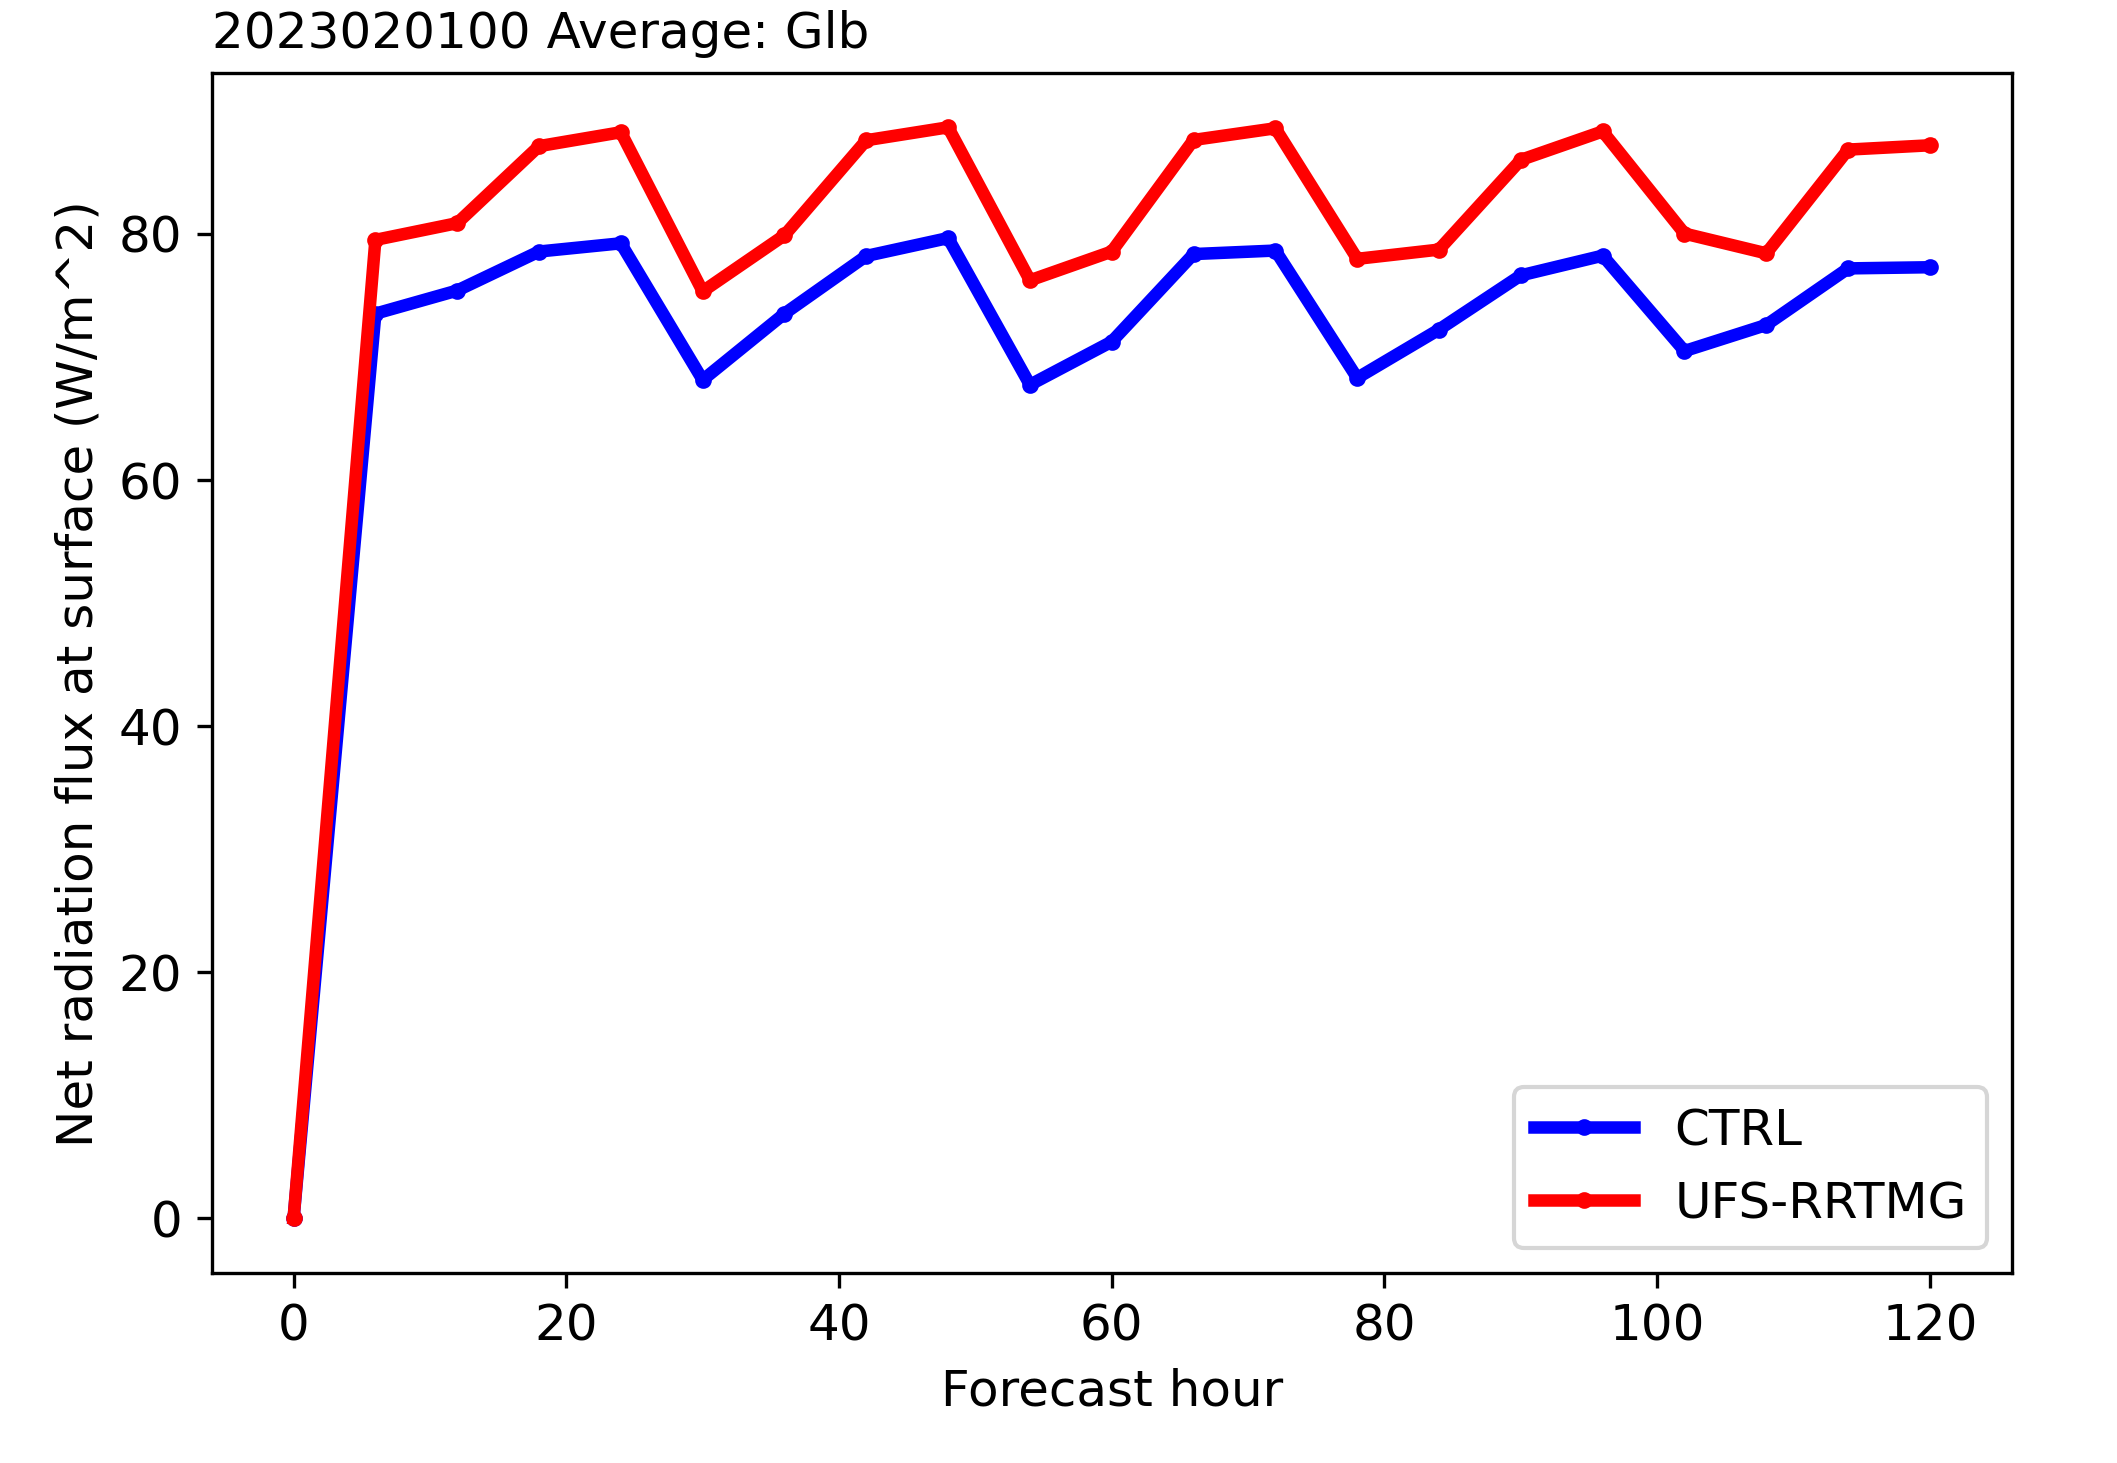 2023020100 Average: Glb
Net radiation flux at surface (W/m^2)
80
60
40
20
0
0 20 40 60 80 100 120
Forecast hour
CTRL
UFS-RRTMG